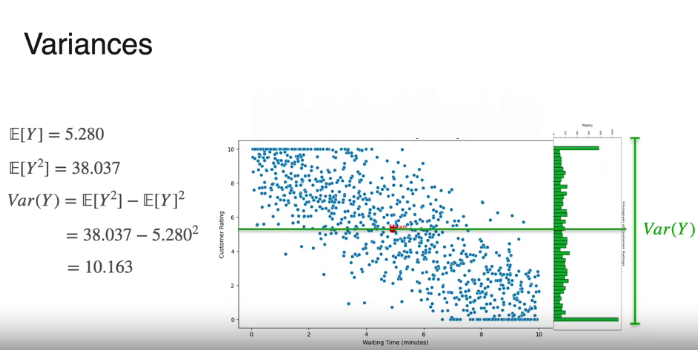 Variances
𝔼[Y] = 5.280
𝔼[Y²] = 38.037
Var(Y) = 𝔼[Y²] − 𝔼[Y]²
= 38.037 − 5.280²
= 10.163
10
8
6
4
2
0
Customer Rating
0 2 4 6 8 10
Waiting Time (minutes)
Var(Y)